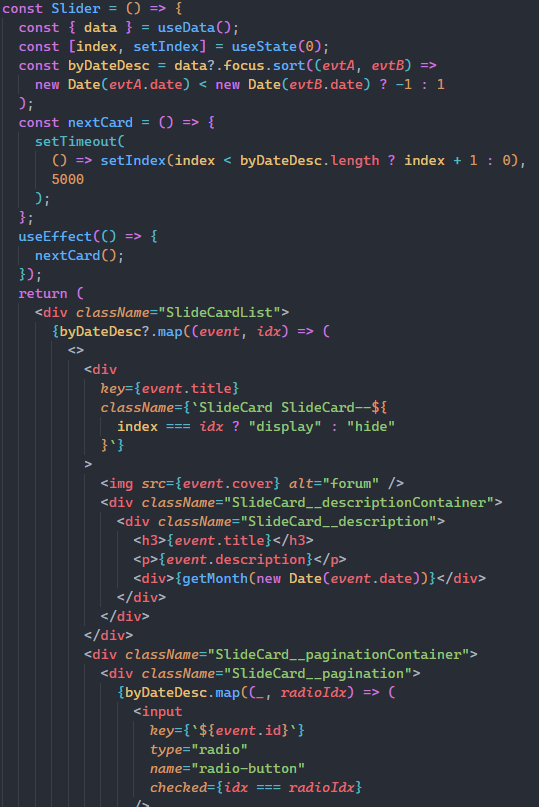 const Slider = () => {
  const { data } = useData();
  const [index, setIndex] = useState(0);
  const byDateDesc = data?.focus.sort((evtA, evtB) =>
    new Date(evtA.date) < new Date(evtB.date) ? -1 : 1
  );
  const nextCard = () => {
    setTimeout(
      () => setIndex(index < byDateDesc.length ? index + 1 : 0),
      5000
    );
  };
  useEffect(() => {
    nextCard();
  });
  return (
    <div className="SlideCardList">
      {byDateDesc?.map((event, idx) => (
        <>
          <div
            key={event.title}
            className={`SlideCard SlideCard--${
              index === idx ? "display" : "hide"
            }`}
          >
            <img src={event.cover} alt="forum" />
            <div className="SlideCard__descriptionContainer">
              <div className="SlideCard__description">
                <h3>{event.title}</h3>
                <p>{event.description}</p>
                <div>{getMonth(new Date(event.date))}</div>
              </div>
            </div>
          </div>
          <div className="SlideCard__paginationContainer">
            <div className="SlideCard__pagination">
              {byDateDesc.map((_, radioIdx) => (
                <input
                  key={`${event.id}`}
                  type="radio"
                  name="radio-button"
                  checked={idx === radioIdx}
                />